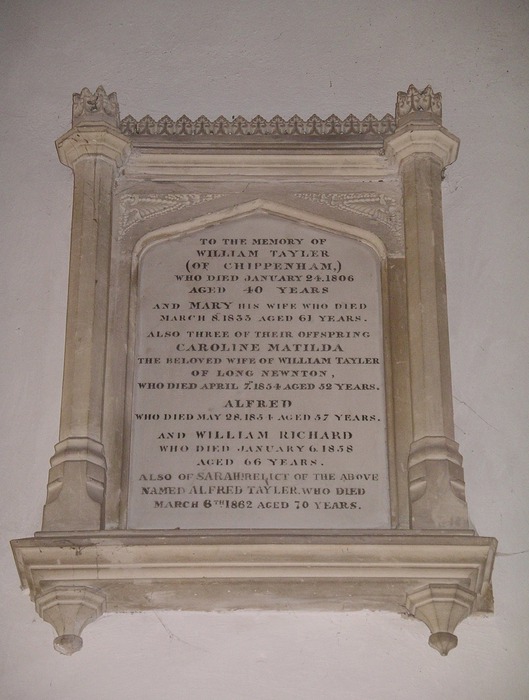 TO THE MEMORY OF
WILLIAM TAYLER
(OF CHIPPENHAM,)
WHO DIED JANUARY 24. 1806
AGED 40 YEARS
AND MARY HIS WIFE WHO DIED
MARCH 8. 1833 AGED 61 YEARS.
ALSO THREE OF THEIR OFFSPRING
CAROLINE MATILDA
THE BELOVED WIFE OF WILLIAM TAYLER
OF LONG NEWNTON,
WHO DIED APRIL 7. 1854 AGED 52 YEARS.
ALFRED
WHO DIED MAY 28. 1854 AGED 57 YEARS.
AND WILLIAM RICHARD
WHO DIED JANUARY 6. 1858
AGED 66 YEARS.
ALSO OF SARAH RELICT OF THE ABOVE
NAMED ALFRED TAYLER. WHO DIED
MARCH 6TH 1862 AGED 70 YEARS.